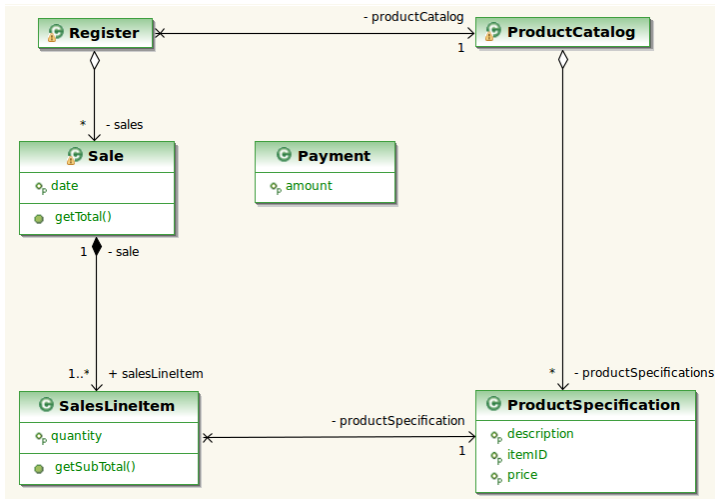 - productCatalog
Register
ProductCatalog
1
* - sales
Sale
date
getTotal()
Payment
amount
1 - sale
1..* + salesLineItem
* - productSpecifications
SalesLineItem
quantity
getSubTotal()
- productSpecification
1
ProductSpecification
description
itemID
price